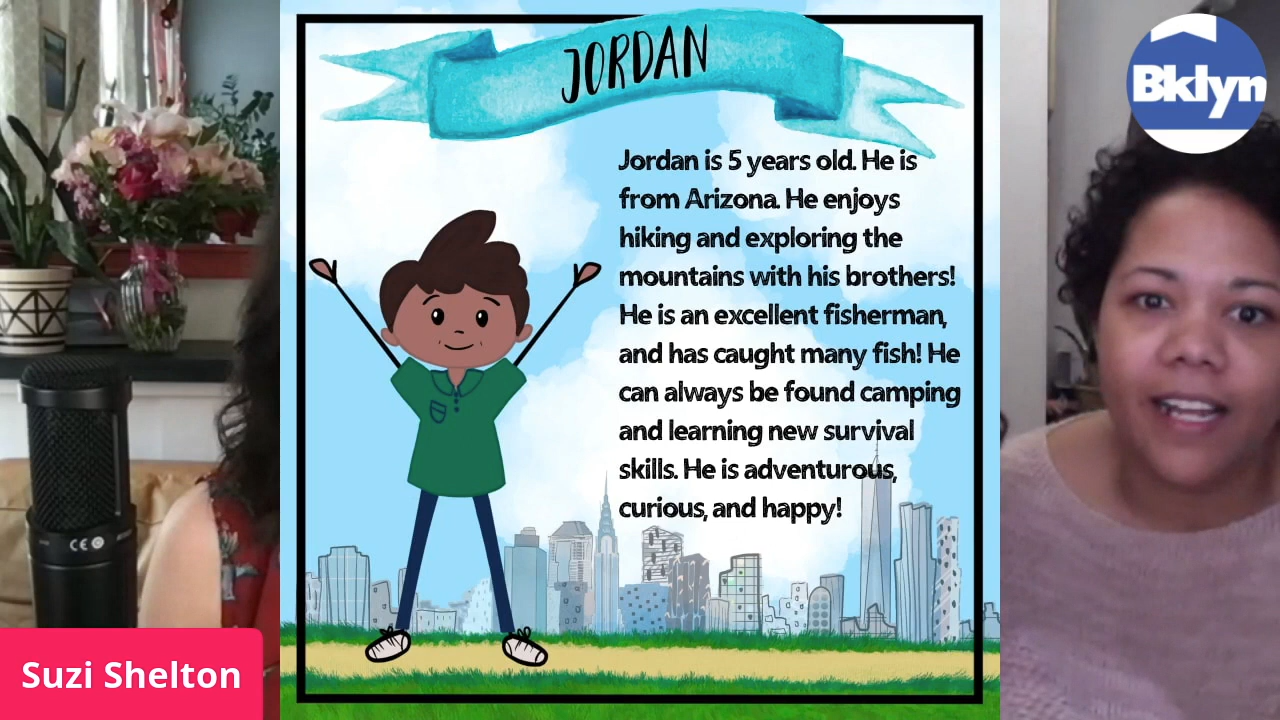 JORDAN
Bklyn
Jordan is 5 years old. He is
from Arizona. He enjoys
hiking and exploring the
mountains with his brothers!
He is an excellent fisherman,
and has caught many fish! He
can always be found camping
and learning new survival
skills. He is adventurous,
curious, and happy!
CE
Suzi Shelton